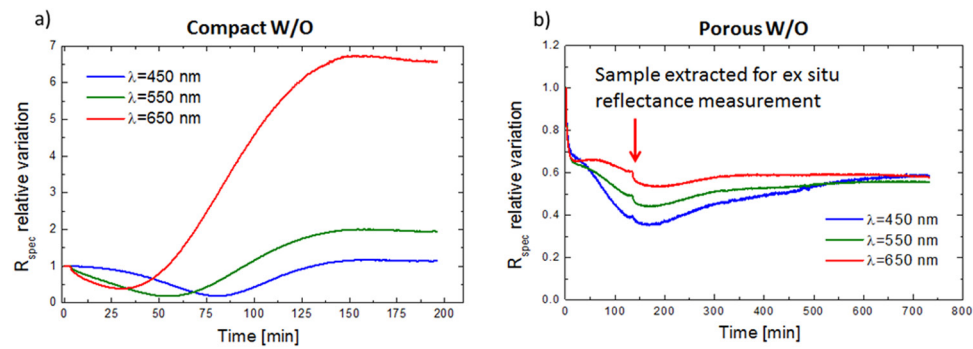 a)
Compact W/O
R_spec relative variation
7
6
5
4
3
2
1
0
λ=450 nm
λ=550 nm
λ=650 nm
0 25 50 75 100 125 150 175 200
Time [min]
b)
Porous W/O
R_spec relative variation
1.2
1.0
0.8
0.6
0.4
0.2
0.0
Sample extracted for ex situ
reflectance measurement
λ=450 nm
λ=550 nm
λ=650 nm
0 100 200 300 400 500 600 700 800
Time [min]